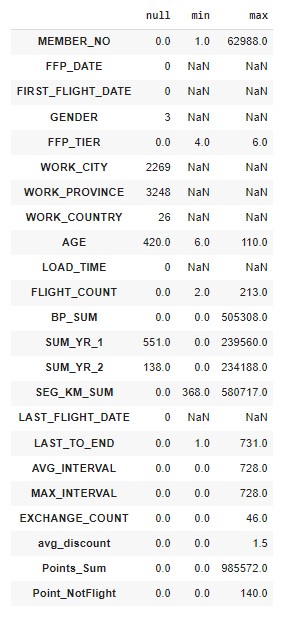 null min max
MEMBER_NO 0.0 1.0 62988.0
FFP_DATE 0 NaN NaN
FIRST_FLIGHT_DATE 0 NaN NaN
GENDER 3 NaN NaN
FFP_TIER 0.0 4.0 6.0
WORK_CITY 2269 NaN NaN
WORK_PROVINCE 3248 NaN NaN
WORK_COUNTRY 26 NaN NaN
AGE 420.0 6.0 110.0
LOAD_TIME 0 NaN NaN
FLIGHT_COUNT 0.0 2.0 213.0
BP_SUM 0.0 0.0 505308.0
SUM_YR_1 551.0 0.0 239560.0
SUM_YR_2 138.0 0.0 234188.0
SEG_KM_SUM 0.0 368.0 580717.0
LAST_FLIGHT_DATE 0 NaN NaN
LAST_TO_END 0.0 1.0 731.0
AVG_INTERVAL 0.0 0.0 728.0
MAX_INTERVAL 0.0 0.0 728.0
EXCHANGE_COUNT 0.0 0.0 46.0
avg_discount 0.0 0.0 1.5
Points_Sum 0.0 0.0 985572.0
Point_NotFlight 0.0 0.0 140.0